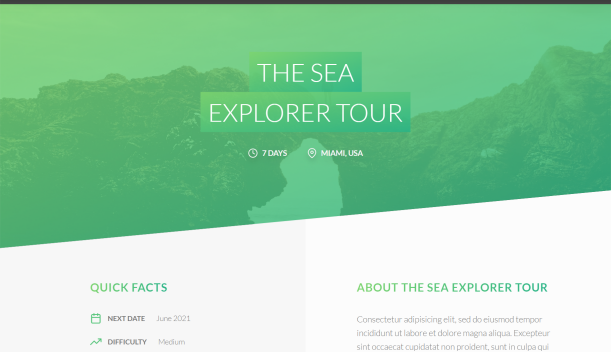 THE SEA
EXPLORER TOUR
7 DAYS MIAMI, USA
QUICK FACTS
NEXT DATE June 2021
DIFFICULTY Medium
ABOUT THE SEA EXPLORER TOUR
Consectetur adipisicing elit, sed do eiusmod tempor
incididunt ut labore et dolore magna aliqua. Excepteur
sint occaecat cupidatat non proident, sunt in culpa qui